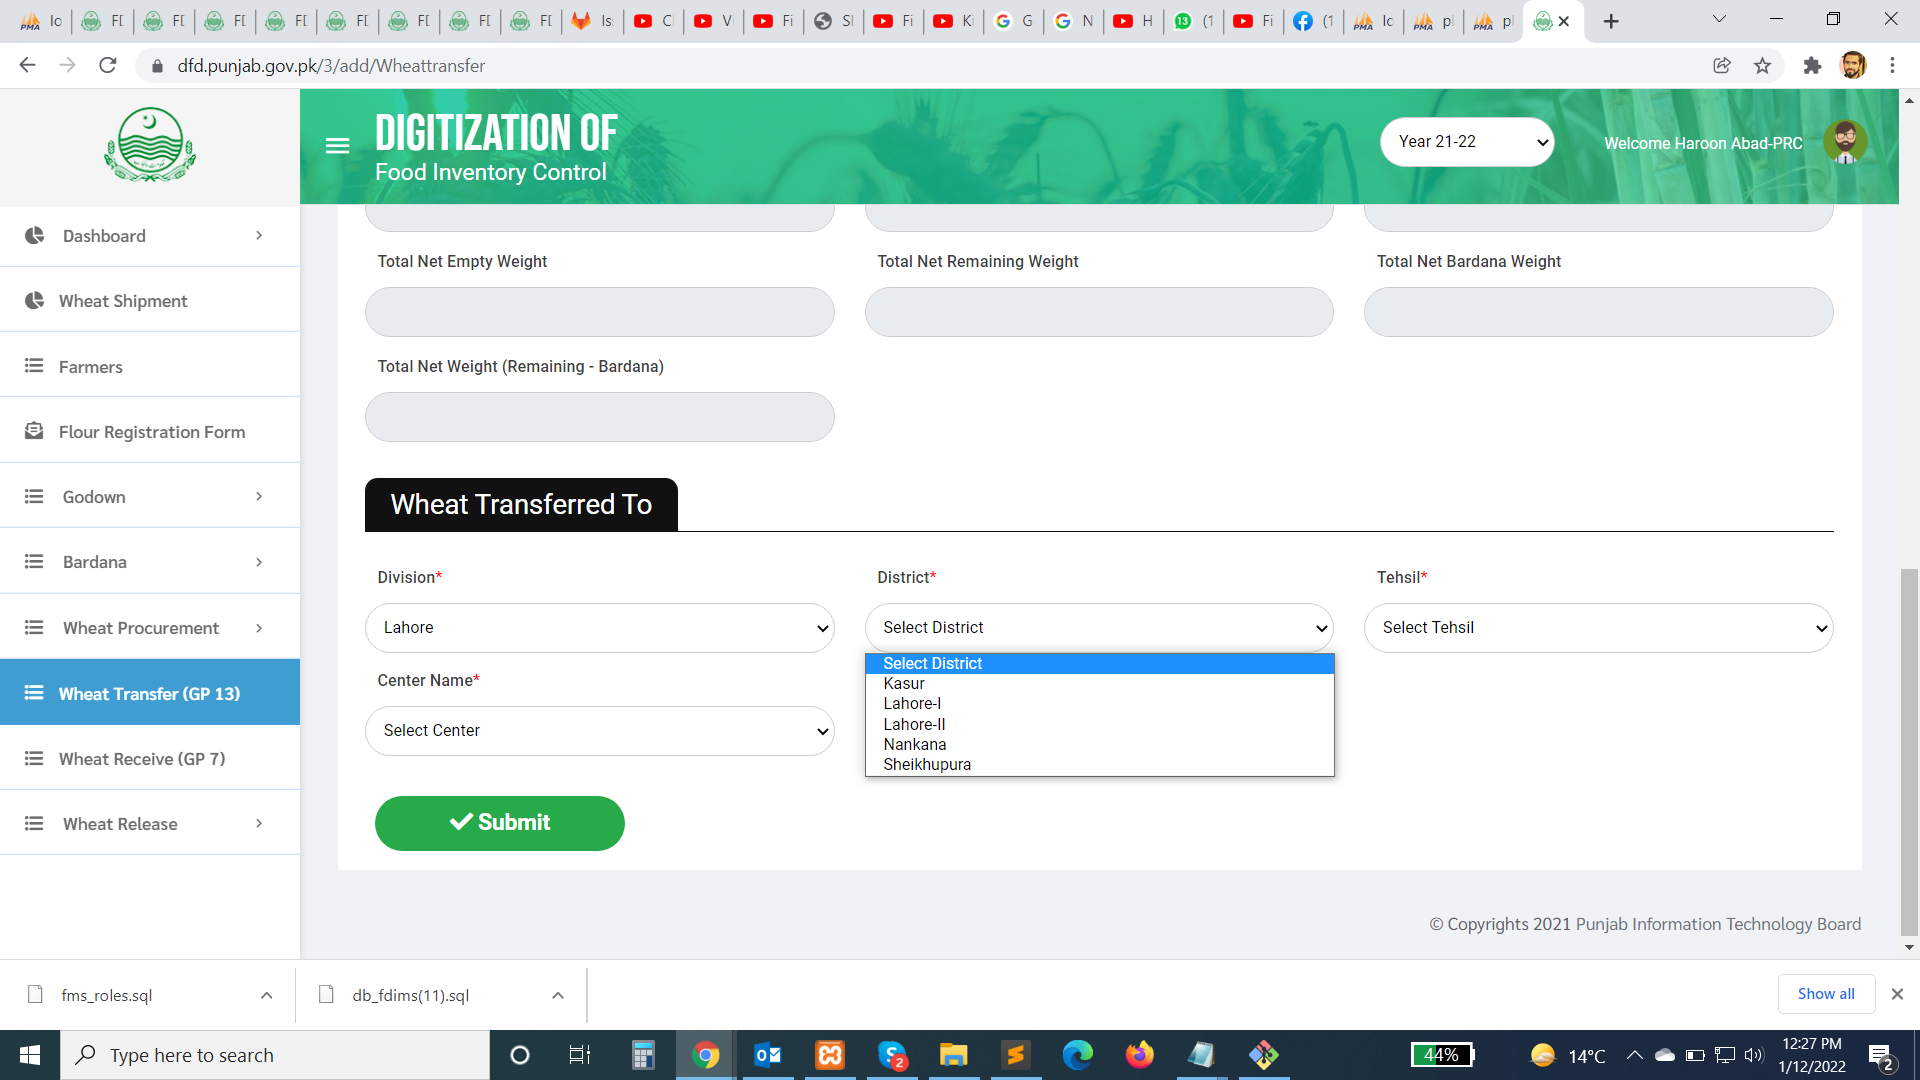 dfd.punjab.gov.pk/3/add/Wheattransfer
DIGITIZATION OF
Food Inventory Control
Year 21-22
Welcome Haroon Abad-PRC
Dashboard
Wheat Shipment
Farmers
Flour Registration Form
Godown
Bardana
Wheat Procurement
Wheat Transfer (GP 13)
Wheat Receive (GP 7)
Wheat Release
Total Net Empty Weight
Total Net Remaining Weight
Total Net Bardana Weight
Total Net Weight (Remaining - Bardana)
Wheat Transferred To
Division*
District*
Tehsil*
Lahore
Select District
Select Tehsil
Select District
Kasur
Lahore-I
Lahore-II
Nankana
Sheikhupura
Center Name*
Select Center
Submit
© Copyrights 2021 Punjab Information Technology Board
fms_roles.sql
db_fdims(11).sql
Show all
Type here to search
2
44%
14°C
12:27 PM
1/12/2022
2